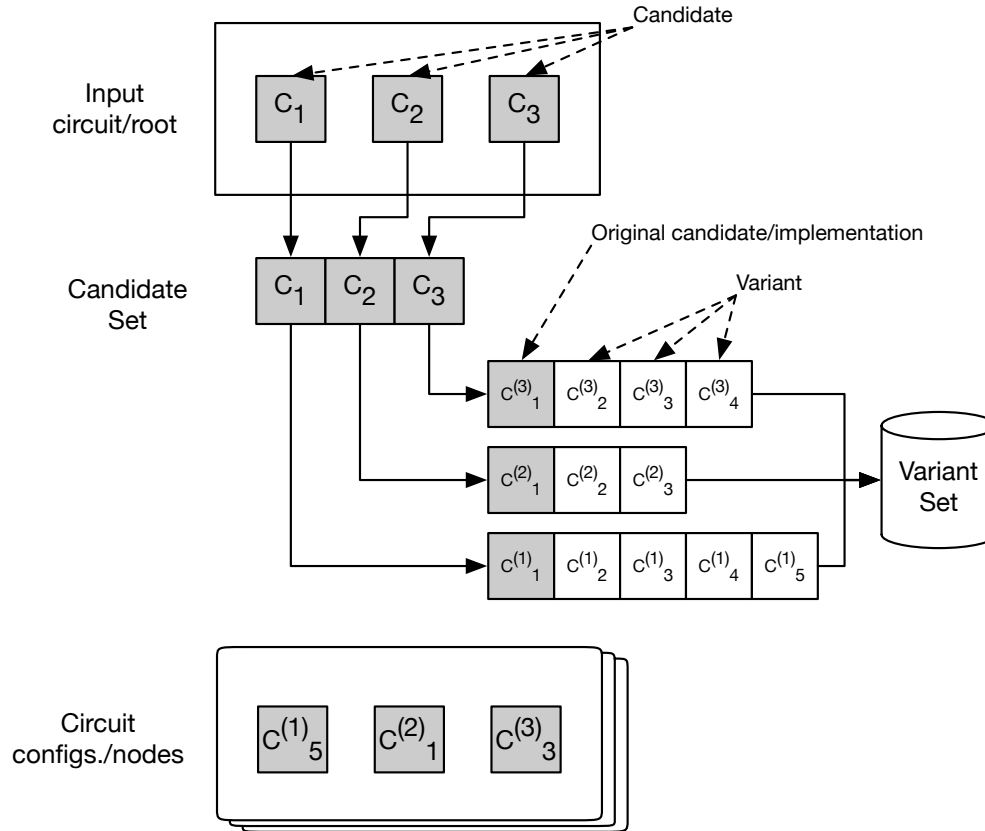 Candidate
Input
circuit/root
C1 C2 C3
Original candidate/implementation
Candidate
Set
C1 C2 C3
Variant
C(3)1 C(3)2 C(3)3 C(3)4
C(2)1 C(2)2 C(2)3
Variant
Set
C(1)1 C(1)2 C(1)3 C(1)4 C(1)5
Circuit
configs./nodes
C(1)5 C(2)1 C(3)3